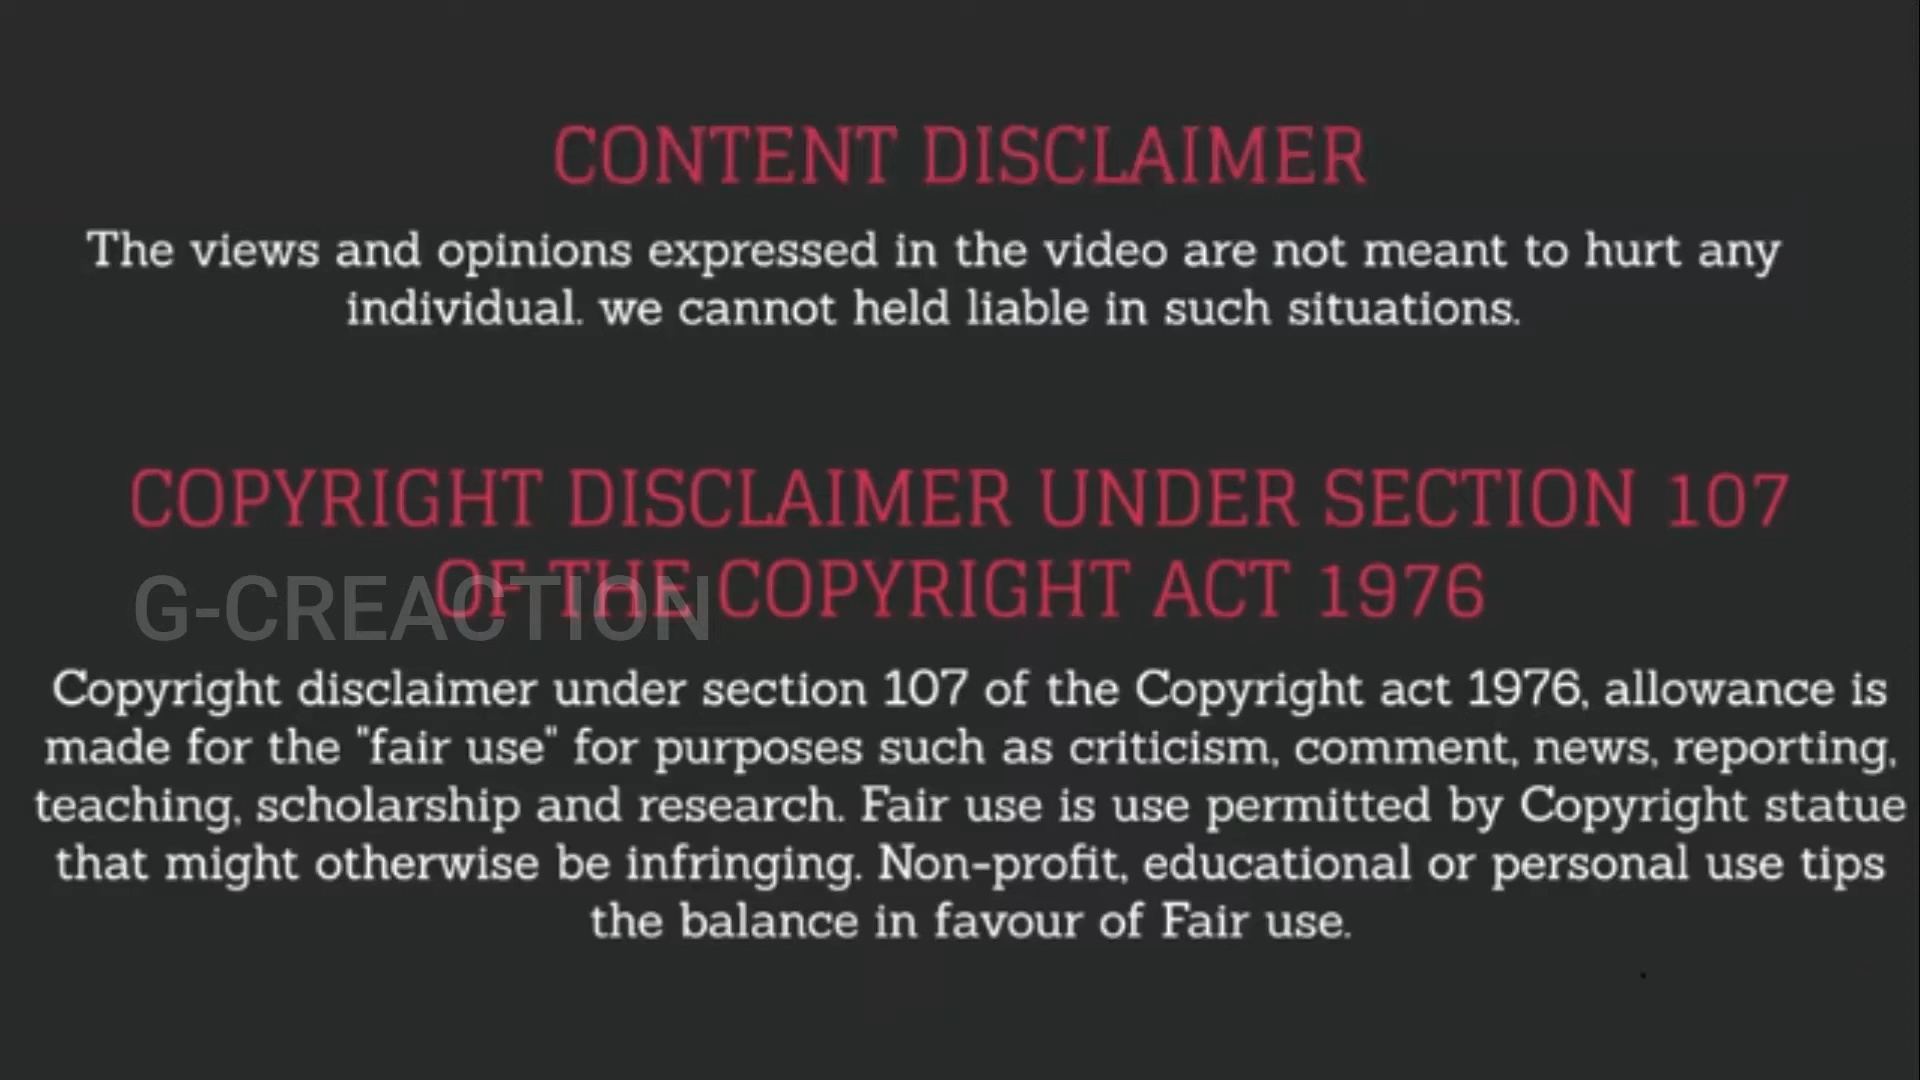 CONTENT DISCLAIMER
The views and opinions expressed in the video are not meant to hurt any
individual. we cannot held liable in such situations.
COPYRIGHT DISCLAIMER UNDER SECTION 107
OF THE COPYRIGHT ACT 1976
G-CREACTION
Copyright disclaimer under section 107 of the Copyright act 1976, allowance is
made for the "fair use" for purposes such as criticism, comment, news, reporting,
teaching, scholarship and research. Fair use is use permitted by Copyright statue
that might otherwise be infringing. Non-profit, educational or personal use tips
the balance in favour of Fair use.